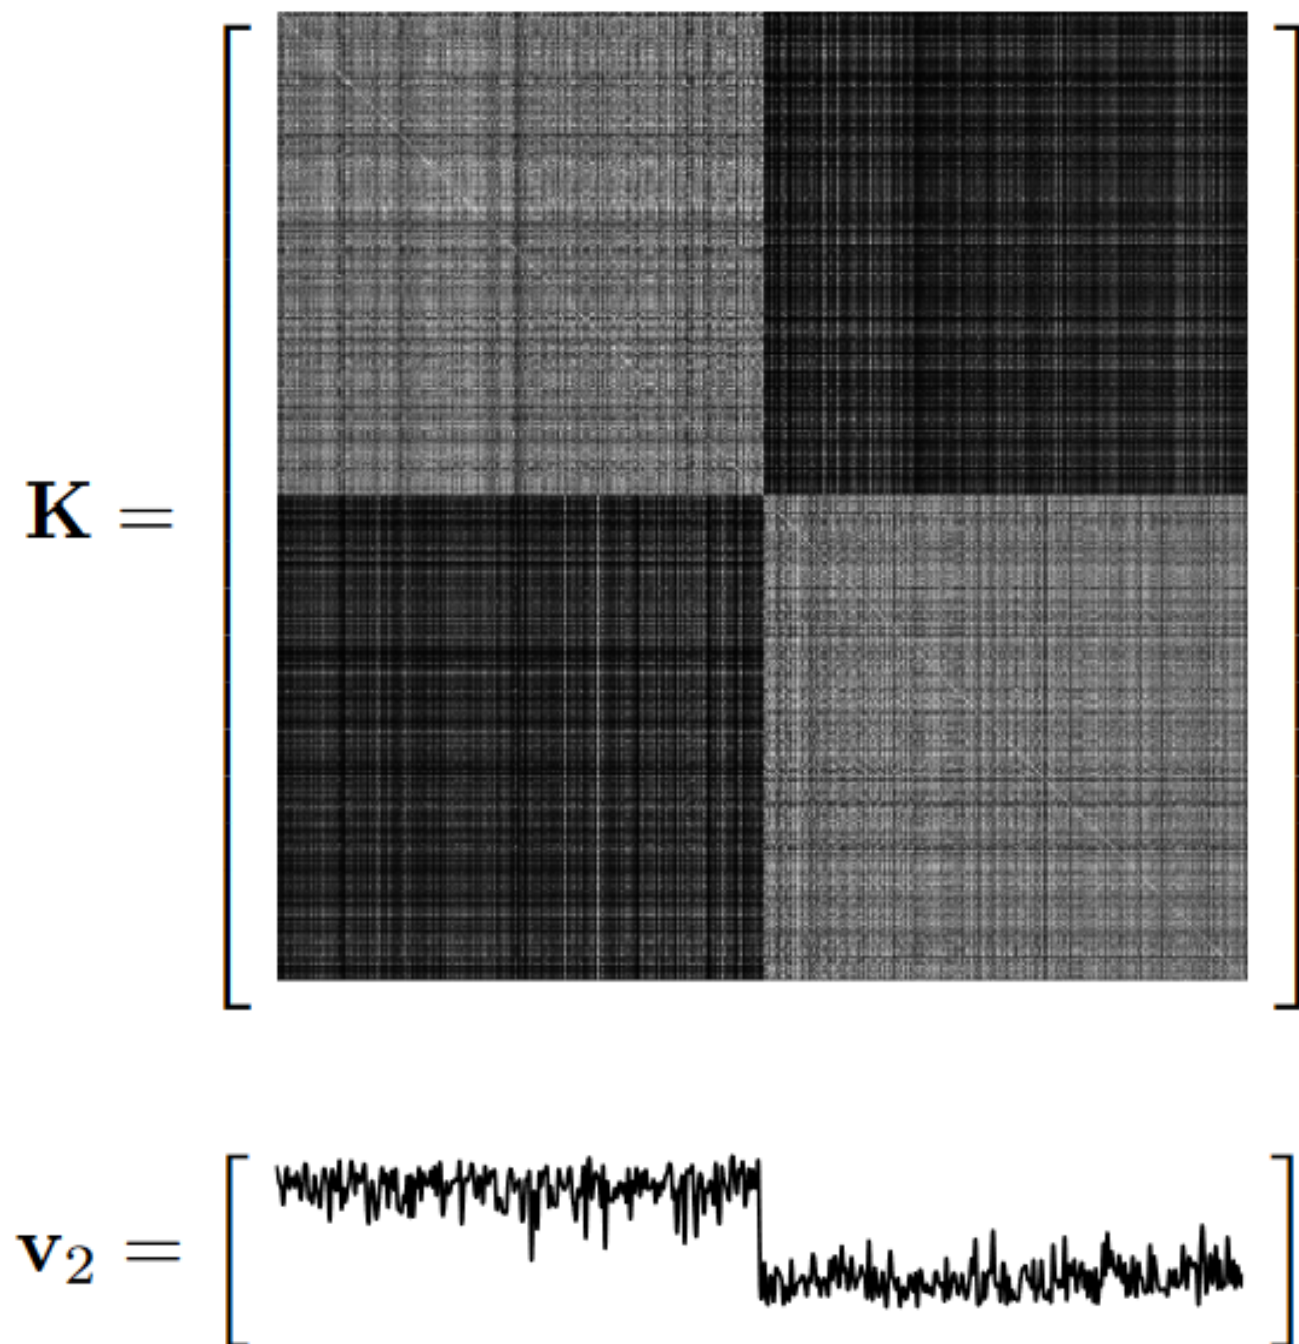 K =
v₂ =